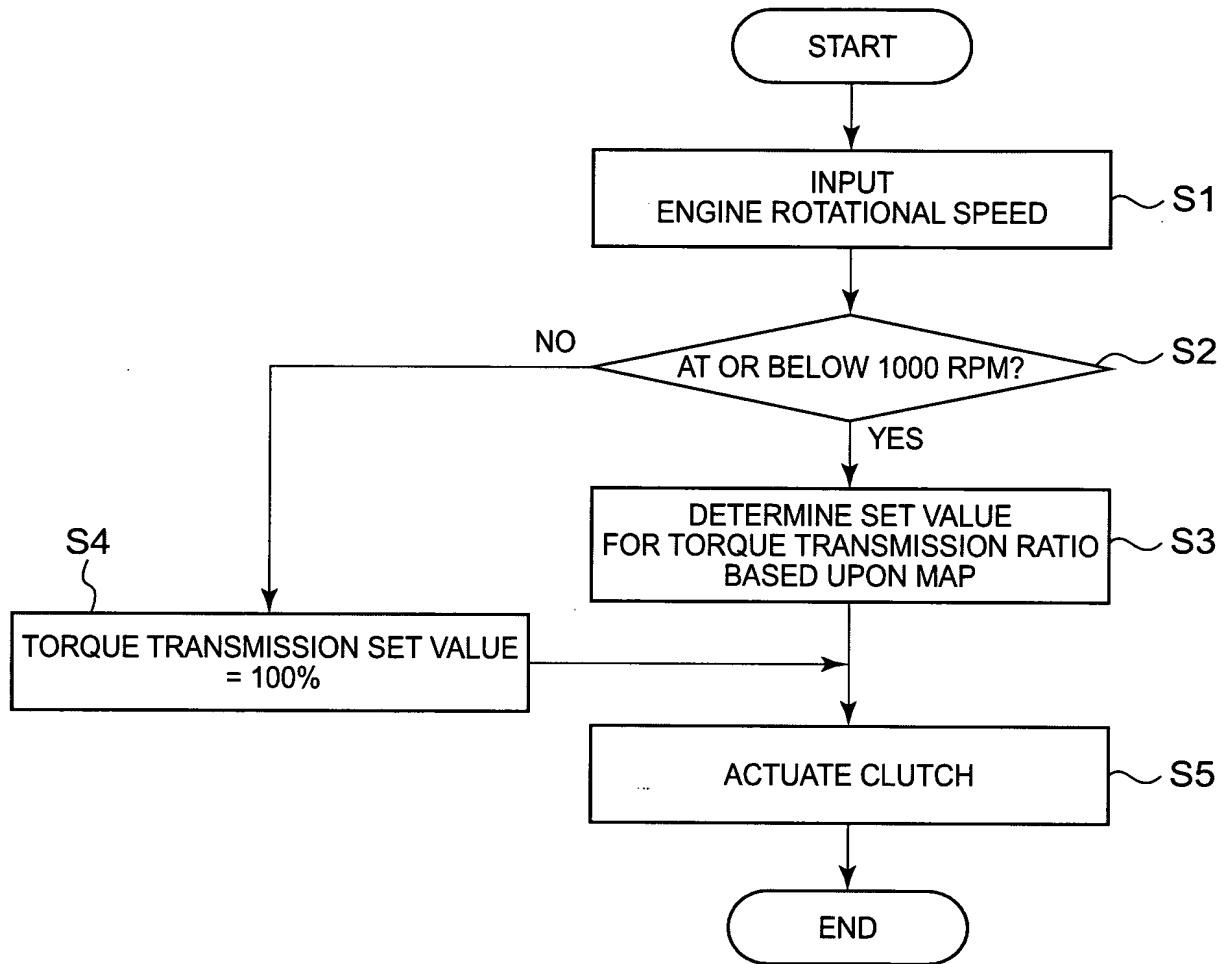 START
INPUT
ENGINE ROTATIONAL SPEED
S1
AT OR BELOW 1000 RPM?
S2
NO
YES
DETERMINE SET VALUE
FOR TORQUE TRANSMISSION RATIO
BASED UPON MAP
S3
S4
TORQUE TRANSMISSION SET VALUE
= 100%
ACTUATE CLUTCH
S5
END